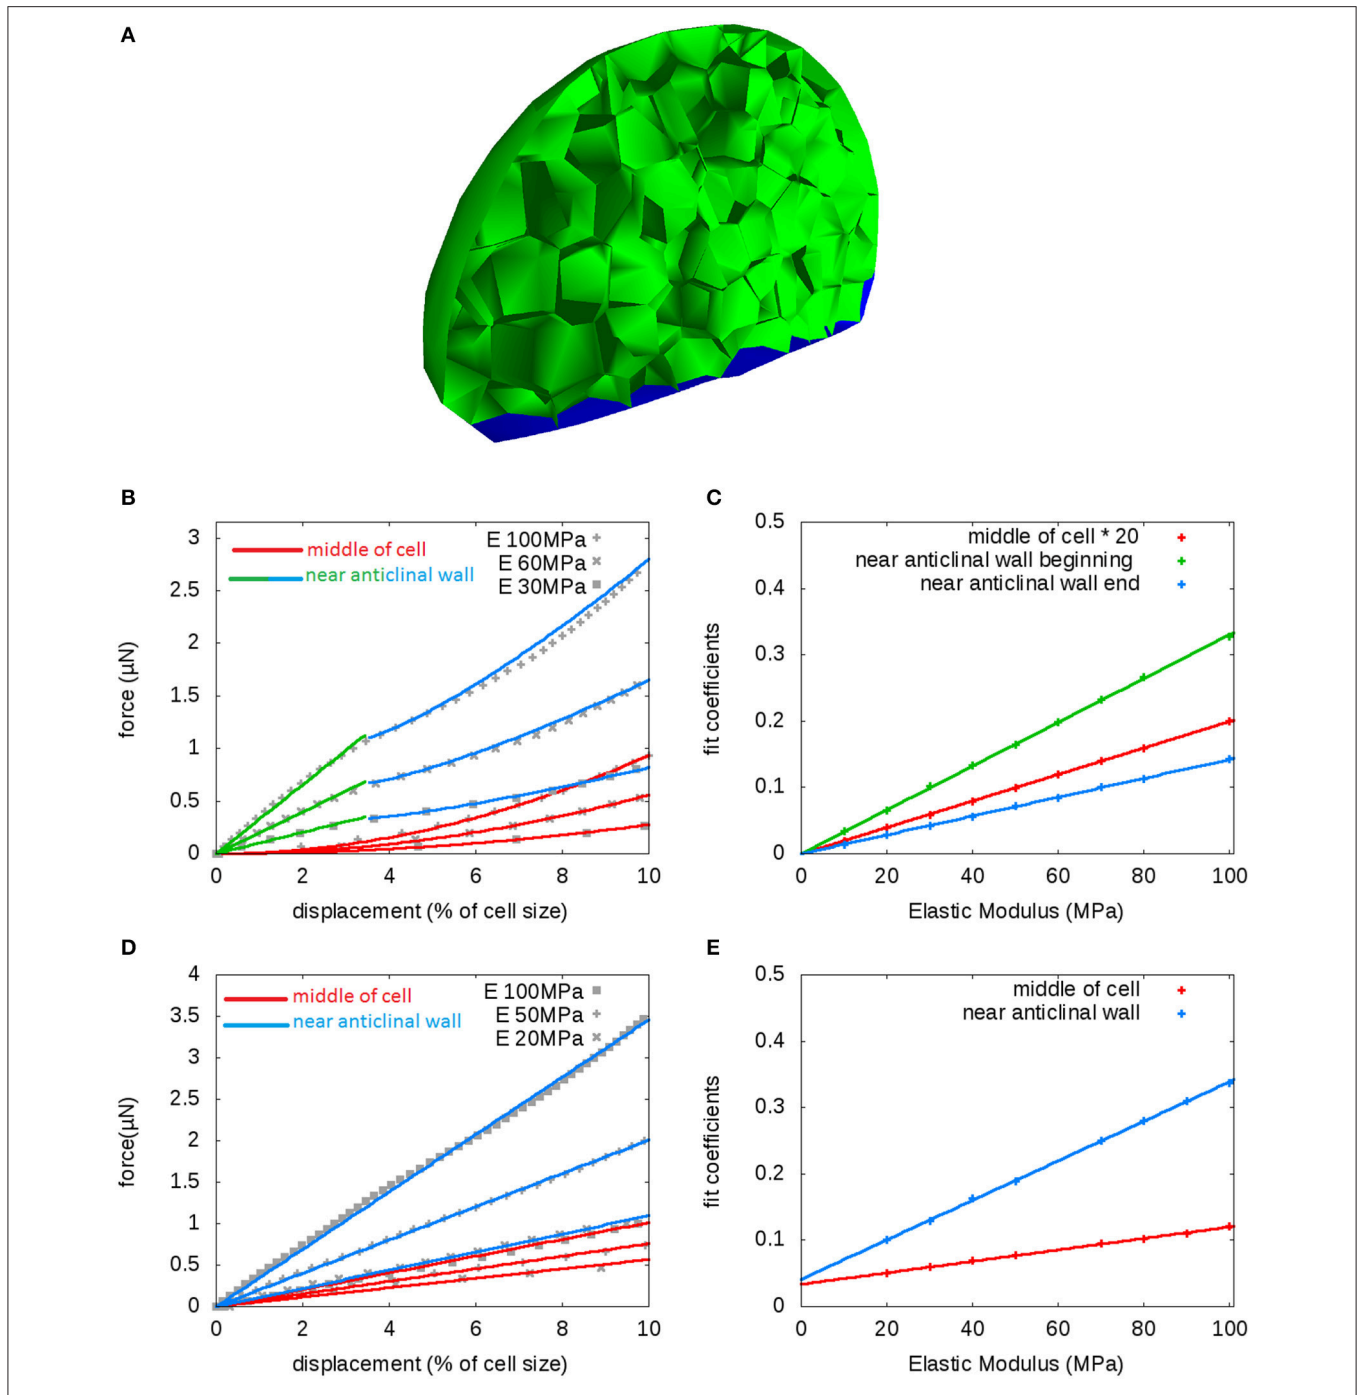 A
B
3
2.5
2
1.5
1
0.5
0
0 2 4 6 8 10
force (µN)
displacement (% of cell size)
middle of cell
near anticlinal wall
E 100MPa
E 60MPa
E 30MPa
C
0.5
0.4
0.3
0.2
0.1
0
0 20 40 60 80 100
fit coefficients
Elastic Modulus (MPa)
middle of cell * 20
near anticlinal wall beginning
near anticlinal wall end
D
4
3.5
3
2.5
2
1.5
1
0.5
0
0 2 4 6 8 10
force(µN)
displacement (% of cell size)
middle of cell
near anticlinal wall
E 100MPa
E 50MPa
E 20MPa
E
0.5
0.4
0.3
0.2
0.1
0
0 20 40 60 80 100
fit coefficients
Elastic Modulus (MPa)
middle of cell
near anticlinal wall